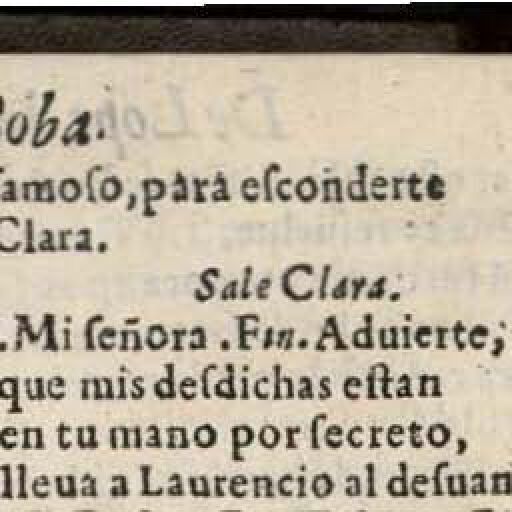 boba.
famoſo, para eſconderte
Clara.
Sale Clara.
. Mi ſeñora . Fin. Aduierte,
que mis deſdichas eſtan
en tu mano por ſecreto,
lleua a Laurencio al deſuan